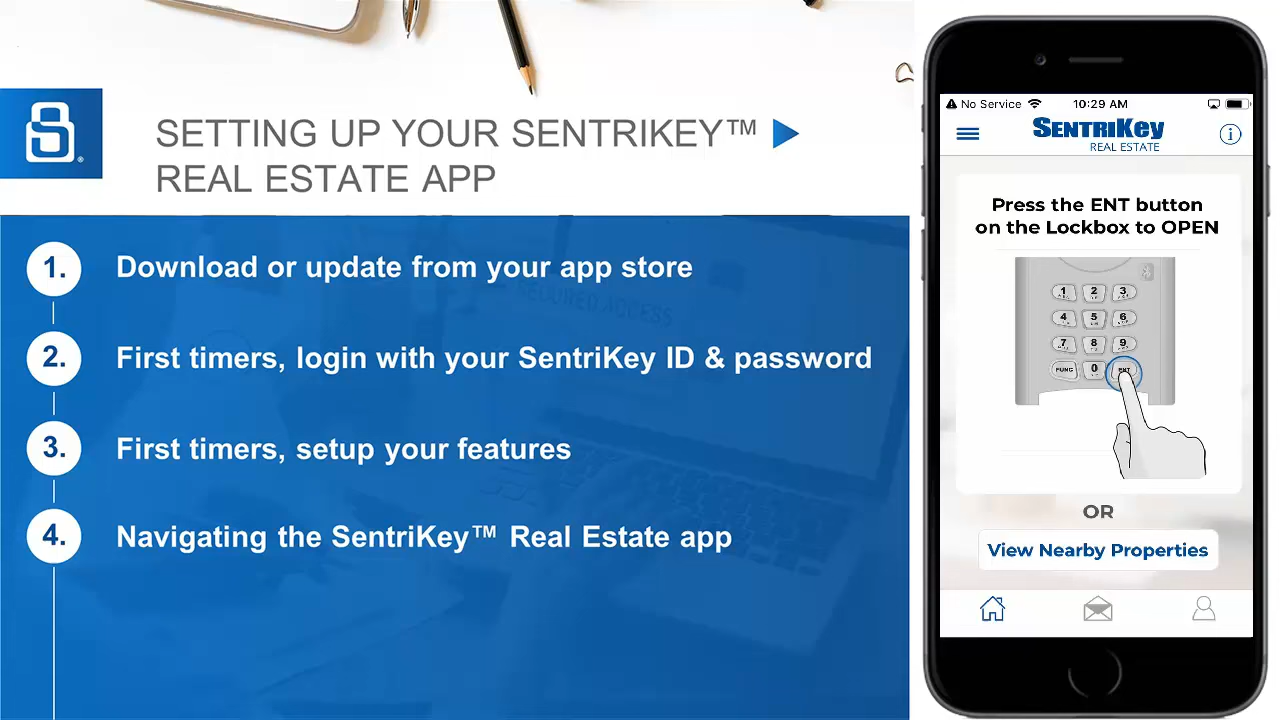 SETTING UP YOUR SENTRIKEY™
REAL ESTATE APP
1. Download or update from your app store
SECURED ACCESS
2. First timers, login with your SentriKey ID & password
3. First timers, setup your features
4. Navigating the SentriKey™ Real Estate app
No Service 10:29 AM
SENTRIKEY
REAL ESTATE
Press the ENT button
on the Lockbox to OPEN
1 2 3
4 5 6
7 8 9
FUNC 0 ENT
OR
View Nearby Properties